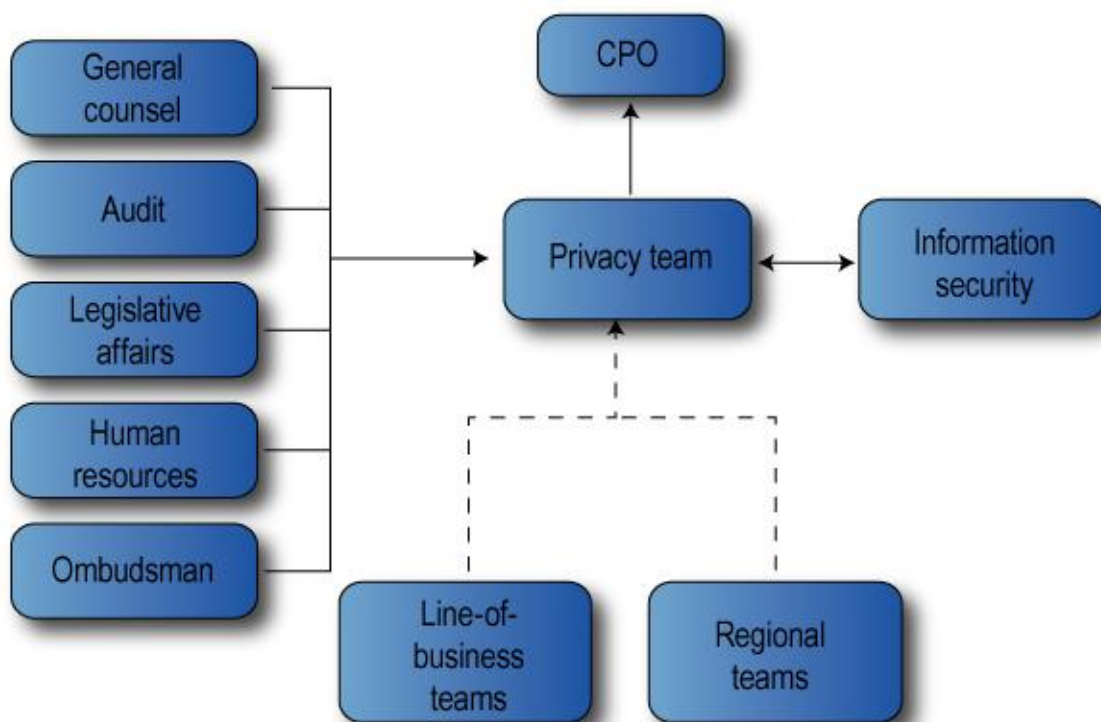 General
counsel
Audit
Legislative
affairs
Human
resources
Ombudsman
CPO
Privacy team
Information
security
Line-of-
business
teams
Regional
teams